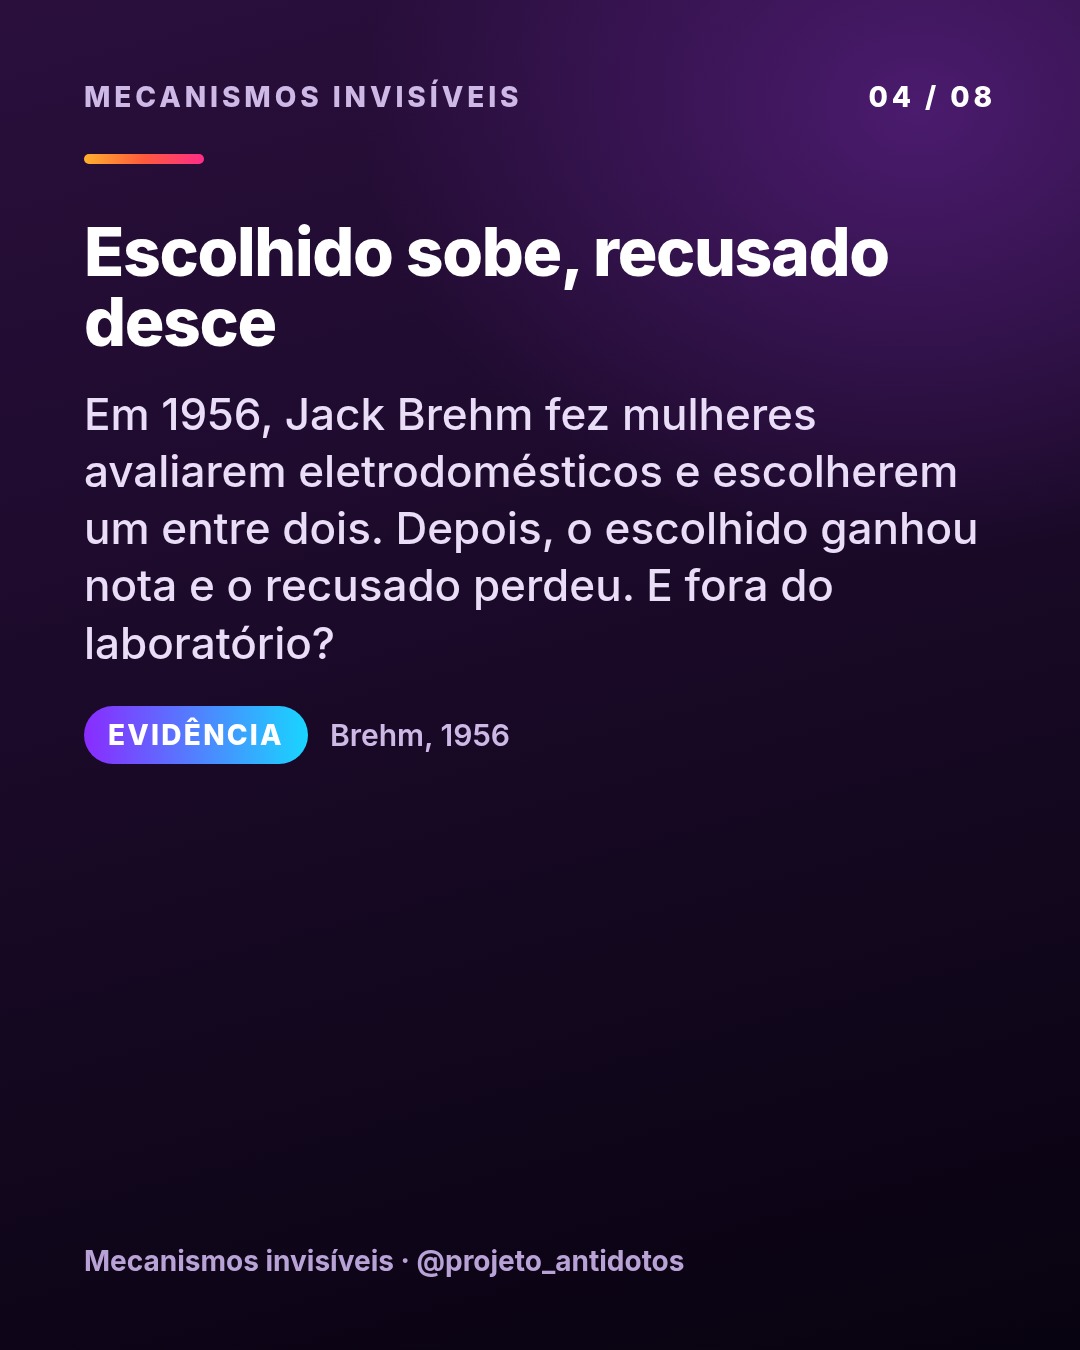 MECANISMOS INVISÍVEIS
04 / 08
Escolhido sobe, recusado
desce
Em 1956, Jack Brehm fez mulheres
avaliarem eletrodomésticos e escolherem
um entre dois. Depois, o escolhido ganhou
nota e o recusado perdeu. E fora do
laboratório?
EVIDÊNCIA
Brehm, 1956
Mecanismos invisíveis · @projeto_antidotos